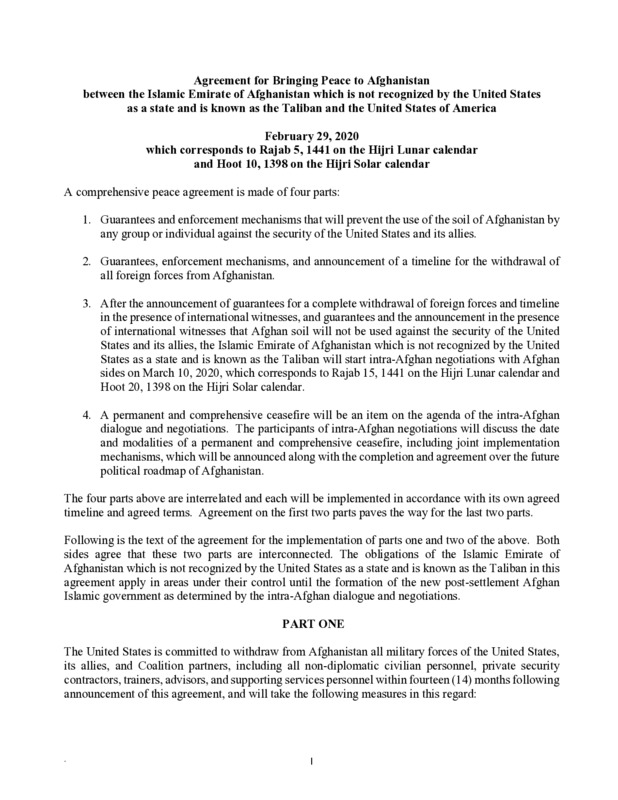 Agreement for Bringing Peace to Afghanistan
between the Islamic Emirate of Afghanistan which is not recognized by the United States
as a state and is known as the Taliban and the United States of America
February 29, 2020
which corresponds to Rajab 5, 1441 on the Hijri Lunar calendar
and Hoot 10, 1398 on the Hijri Solar calendar
A comprehensive peace agreement is made of four parts:
1. Guarantees and enforcement mechanisms that will prevent the use of the soil of Afghanistan by
any group or individual against the security of the United States and its allies.
2. Guarantees, enforcement mechanisms, and announcement of a timeline for the withdrawal of
all foreign forces from Afghanistan.
3. After the announcement of guarantees for a complete withdrawal of foreign forces and timeline
in the presence of international witnesses, and guarantees and the announcement in the presence
of international witnesses that Afghan soil will not be used against the security of the United
States and its allies, the Islamic Emirate of Afghanistan which is not recognized by the United
States as a state and is known as the Taliban will start intra-Afghan negotiations with Afghan
sides on March 10, 2020, which corresponds to Rajab 15, 1441 on the Hijri Lunar calendar and
Hoot 20, 1398 on the Hijri Solar calendar.
4. A permanent and comprehensive ceasefire will be an item on the agenda of the intra-Afghan
dialogue and negotiations. The participants of intra-Afghan negotiations will discuss the date
and modalities of a permanent and comprehensive ceasefire, including joint implementation
mechanisms, which will be announced along with the completion and agreement over the future
political roadmap of Afghanistan.
The four parts above are interrelated and each will be implemented in accordance with its own agreed
timeline and agreed terms. Agreement on the first two parts paves the way for the last two parts.
Following is the text of the agreement for the implementation of parts one and two of the above. Both
sides agree that these two parts are interconnected. The obligations of the Islamic Emirate of
Afghanistan which is not recognized by the United States as a state and is known as the Taliban in this
agreement apply in areas under their control until the formation of the new post-settlement Afghan
Islamic government as determined by the intra-Afghan dialogue and negotiations.
PART ONE
The United States is committed to withdraw from Afghanistan all military forces of the United States,
its allies, and Coalition partners, including all non-diplomatic civilian personnel, private security
contractors, trainers, advisors, and supporting services personnel within fourteen (14) months following
announcement of this agreement, and will take the following measures in this regard:
1